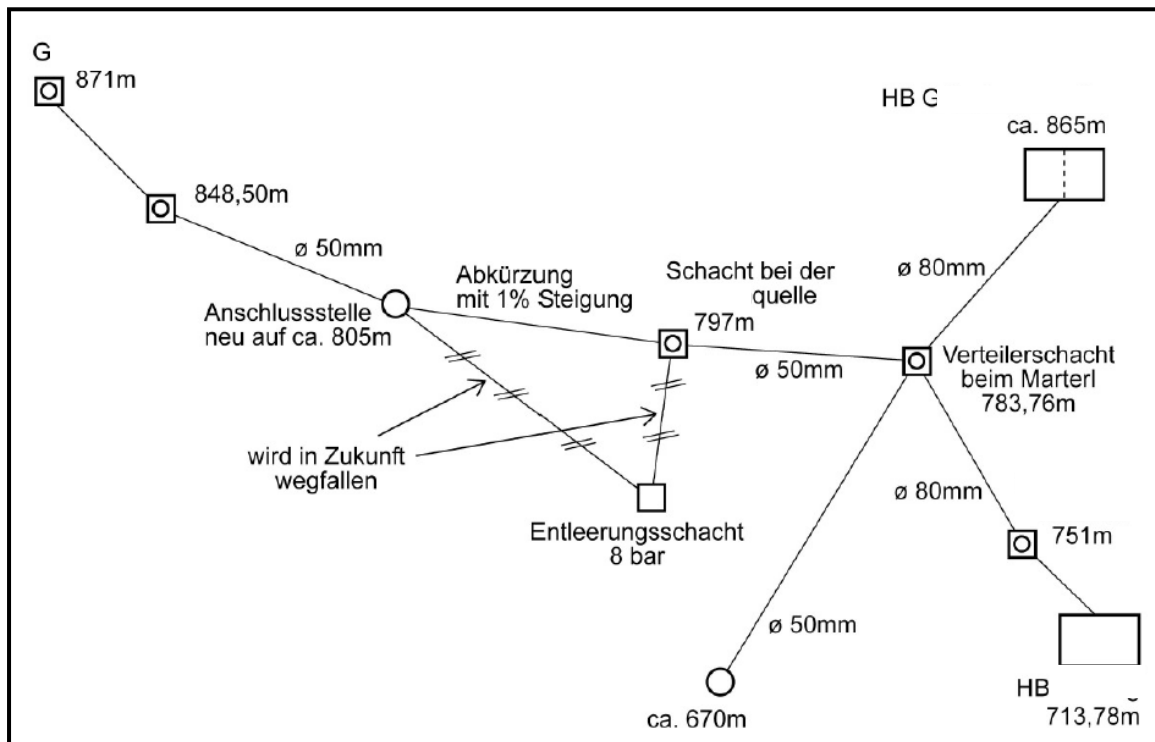 G
871m
HB G
ca. 865m
848,50m
ø 50mm
ø 80mm
Abkürzung
mit 1% Steigung
Schacht bei der
quelle
Anschlussstelle
neu auf ca. 805m
797m
ø 50mm
Verteilerschacht
beim Marterl
783,76m
wird in Zukunft
wegfallen
ø 80mm
Entleerungsschacht
8 bar
751m
ø 50mm
ca. 670m
HB
713,78m